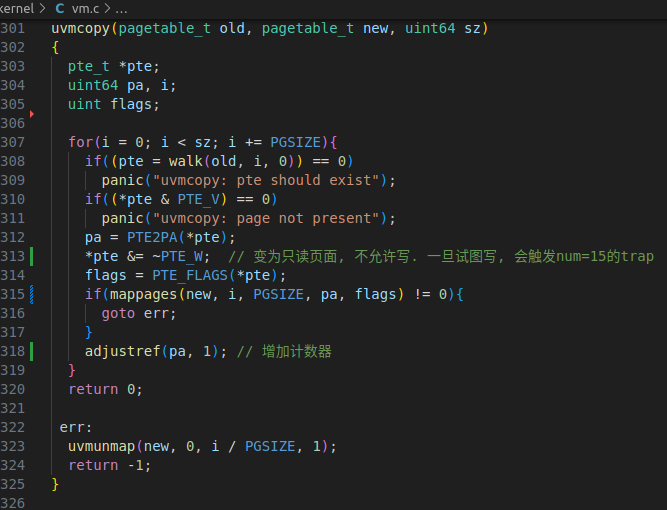 kernel > C vm.c > ...
301 uvmcopy(pagetable_t old, pagetable_t new, uint64 sz)
302 {
303   pte_t *pte;
304   uint64 pa, i;
305   uint flags;
306
307   for(i = 0; i < sz; i += PGSIZE){
308     if((pte = walk(old, i, 0)) == 0)
309       panic("uvmcopy: pte should exist");
310     if((*pte ~& PTE_V) == 0)
311       panic("uvmcopy: page not present");
312     pa = PTE2PA(*pte);
313     *pte &= ~PTE_W;  // 变为只读页面, 不允许写. 一旦试图写, 会触发num=15的trap
314     flags = PTE_FLAGS(*pte);
315     if(mappages(new, i, PGSIZE, pa, flags) != 0){
316       goto err;
317     }
318     adjustref(pa, 1); // 增加计数器
319   }
320   return 0;
321
322  err:
323   uvmunmap(new, 0, i / PGSIZE, 1);
324   return -1;
325 }
326